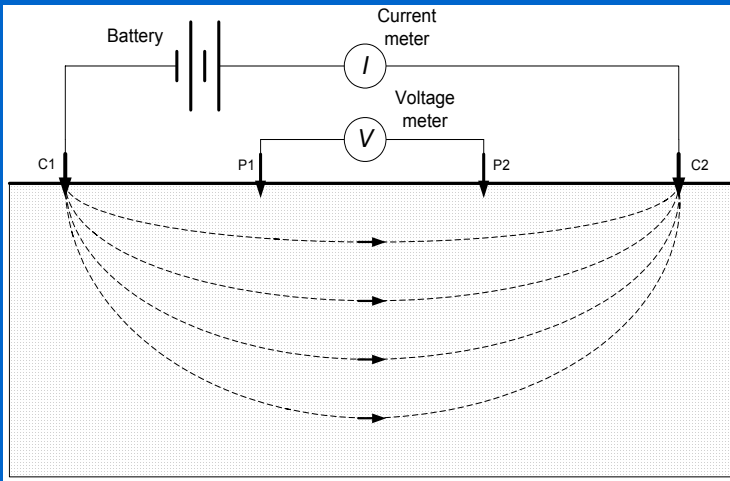 Current
meter
Battery
I
Voltage
meter
V
C1
P1
P2
C2